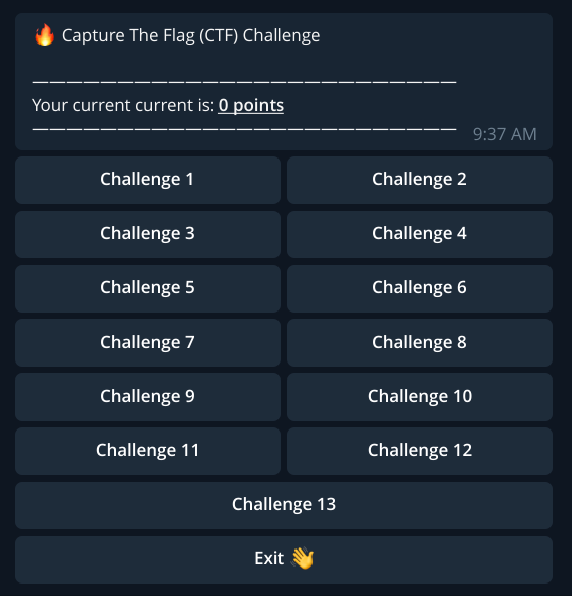 🔥 Capture The Flag (CTF) Challenge
————————————————————————
Your current current is: 0 points
————————————————————————
9:37 AM
Challenge 1
Challenge 2
Challenge 3
Challenge 4
Challenge 5
Challenge 6
Challenge 7
Challenge 8
Challenge 9
Challenge 10
Challenge 11
Challenge 12
Challenge 13
Exit 👋